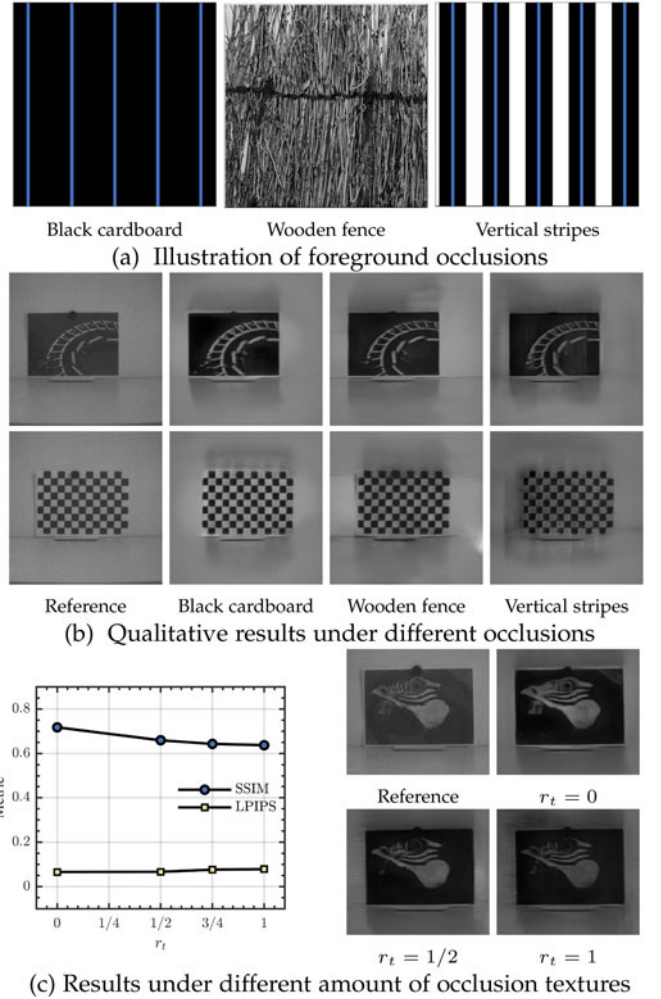 Black cardboard Wooden fence Vertical stripes
(a) Illustration of foreground occlusions
Reference Black cardboard Wooden fence Vertical stripes
(b) Qualitative results under different occlusions
0.8
0.6
0.4
0.2
0
Metric
SSIM
LPIPS
0 1/4 1/2 3/4 1
r_t
Reference r_t = 0
r_t = 1/2 r_t = 1
(c) Results under different amount of occlusion textures